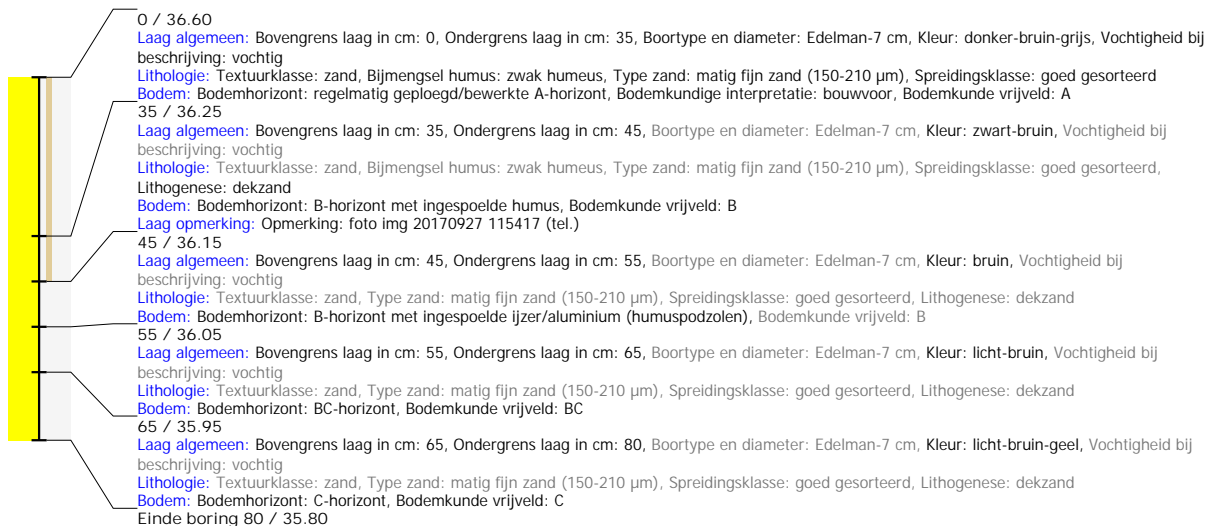 0 / 36.60
Laag algemeen: Bovengrens laag in cm: 0, Ondergrens laag in cm: 35, Boortype en diameter: Edelman-7 cm, Kleur: donker-bruin-grijs, Vochtigheid bij
beschrijving: vochtig
Lithologie: Textuurklasse: zand, Bijmengsel humus: zwak humeus, Type zand: matig fijn zand (150-210 µm), Spreidingsklasse: goed gesorteerd
Bodem: Bodemhorizont: regelmatig geploegd/bewerkte A-horizont, Bodemkundige interpretatie: bouwvoor, Bodemkunde vrijveld: A
35 / 36.25
Laag algemeen: Bovengrens laag in cm: 35, Ondergrens laag in cm: 45, Boortype en diameter: Edelman-7 cm, Kleur: zwart-bruin, Vochtigheid bij
beschrijving: vochtig
Lithologie: Textuurklasse: zand, Bijmengsel humus: zwak humeus, Type zand: matig fijn zand (150-210 µm), Spreidingsklasse: goed gesorteerd,
Lithogenese: dekzand
Bodem: Bodemhorizont: B-horizont met ingespoelde humus, Bodemkunde vrijveld: B
Laag opmerking: Opmerking: foto img 20170927 115417 (tel.)
45 / 36.15
Laag algemeen: Bovengrens laag in cm: 45, Ondergrens laag in cm: 55, Boortype en diameter: Edelman-7 cm, Kleur: bruin, Vochtigheid bij
beschrijving: vochtig
Lithologie: Textuurklasse: zand, Type zand: matig fijn zand (150-210 µm), Spreidingsklasse: goed gesorteerd, Lithogenese: dekzand
Bodem: Bodemhorizont: B-horizont met ingespoelde ijzer/aluminium (humuspodzolen), Bodemkunde vrijveld: B
55 / 36.05
Laag algemeen: Bovengrens laag in cm: 55, Ondergrens laag in cm: 65, Boortype en diameter: Edelman-7 cm, Kleur: licht-bruin, Vochtigheid bij
beschrijving: vochtig
Lithologie: Textuurklasse: zand, Type zand: matig fijn zand (150-210 µm), Spreidingsklasse: goed gesorteerd, Lithogenese: dekzand
Bodem: Bodemhorizont: BC-horizont, Bodemkunde vrijveld: BC
65 / 35.95
Laag algemeen: Bovengrens laag in cm: 65, Ondergrens laag in cm: 80, Boortype en diameter: Edelman-7 cm, Kleur: licht-bruin-geel, Vochtigheid bij
beschrijving: vochtig
Lithologie: Textuurklasse: zand, Type zand: matig fijn zand (150-210 µm), Spreidingsklasse: goed gesorteerd, Lithogenese: dekzand
Bodem: Bodemhorizont: C-horizont, Bodemkunde vrijveld: C
Einde boring 80 / 35.80